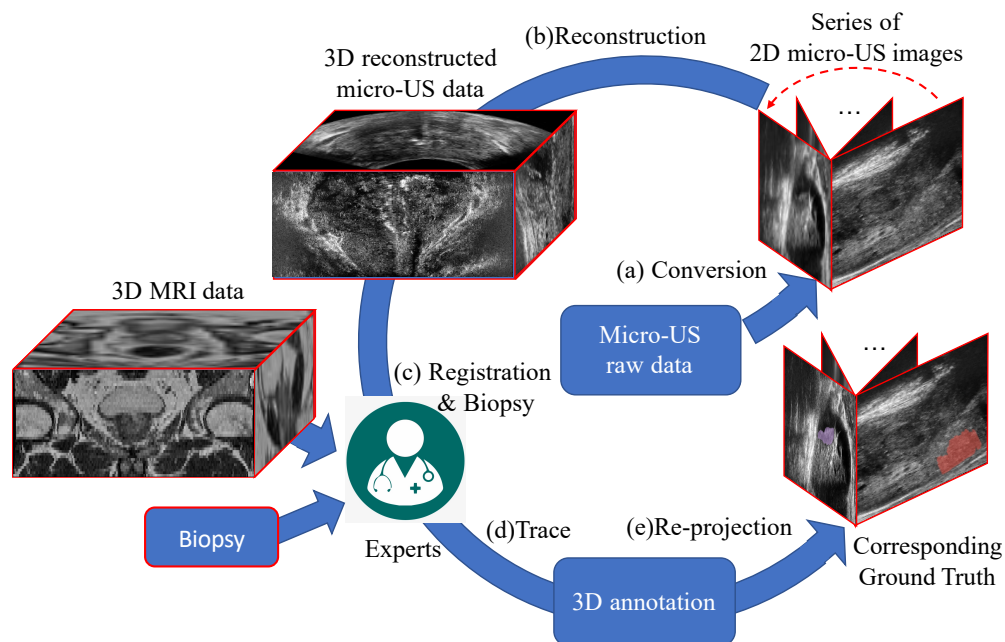 Series of
2D micro-US images
(b)Reconstruction
3D reconstructed
micro-US data
...
(a) Conversion
3D MRI data
Micro-US
raw data
...
(c) Registration
& Biopsy
Biopsy
Experts
(d)Trace
(e)Re-projection
3D annotation
Corresponding
Ground Truth